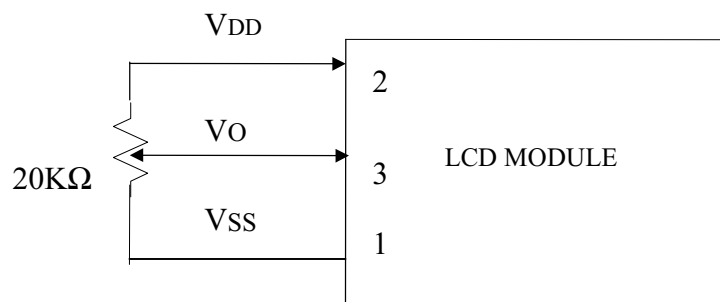 VDD
2
VO
LCD MODULE
20KΩ
3
VSS
1